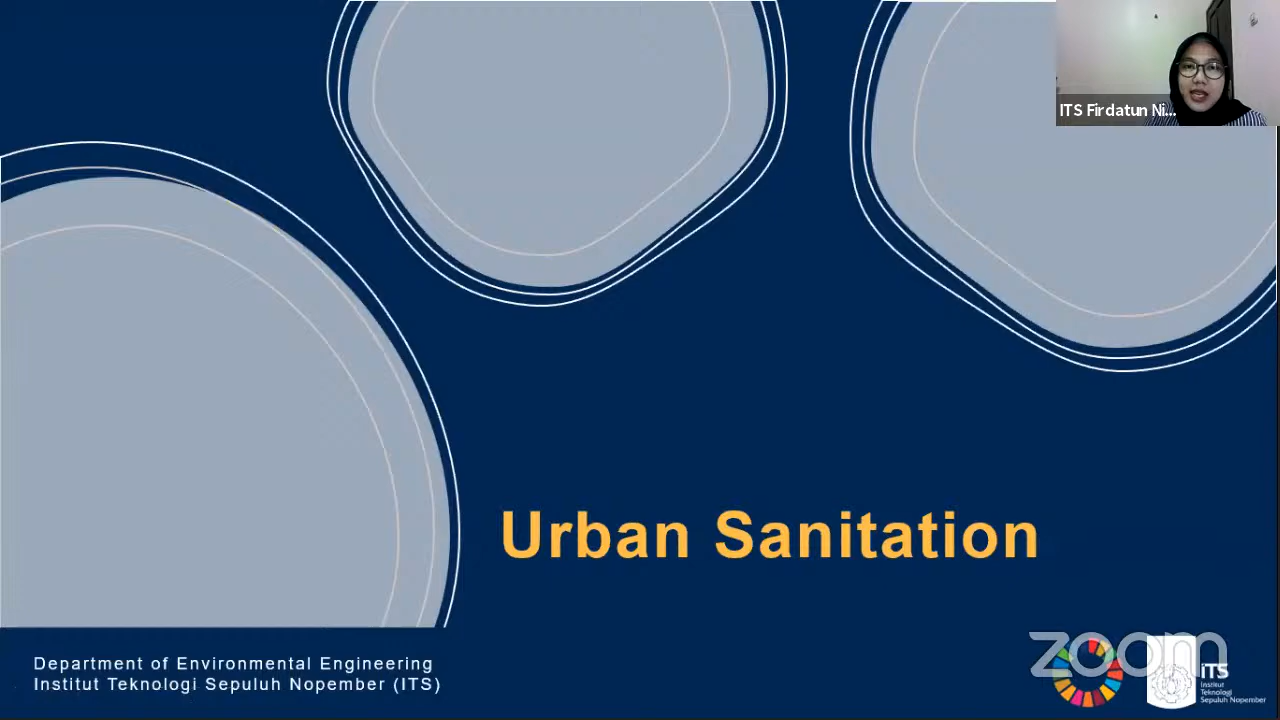 ITS Firdatun Ni...
Urban Sanitation
Department of Environmental Engineering
Institut Teknologi Sepuluh Nopember (ITS)
zoom
iTS
Institut
Teknologi
Sepuluh Nopember